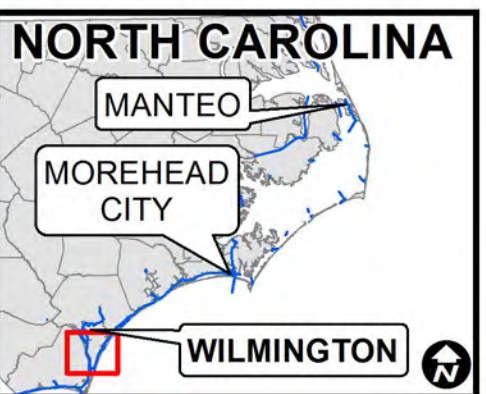 NORTH CAROLINA
MANTEO
MOREHEAD
CITY
WILMINGTON
N